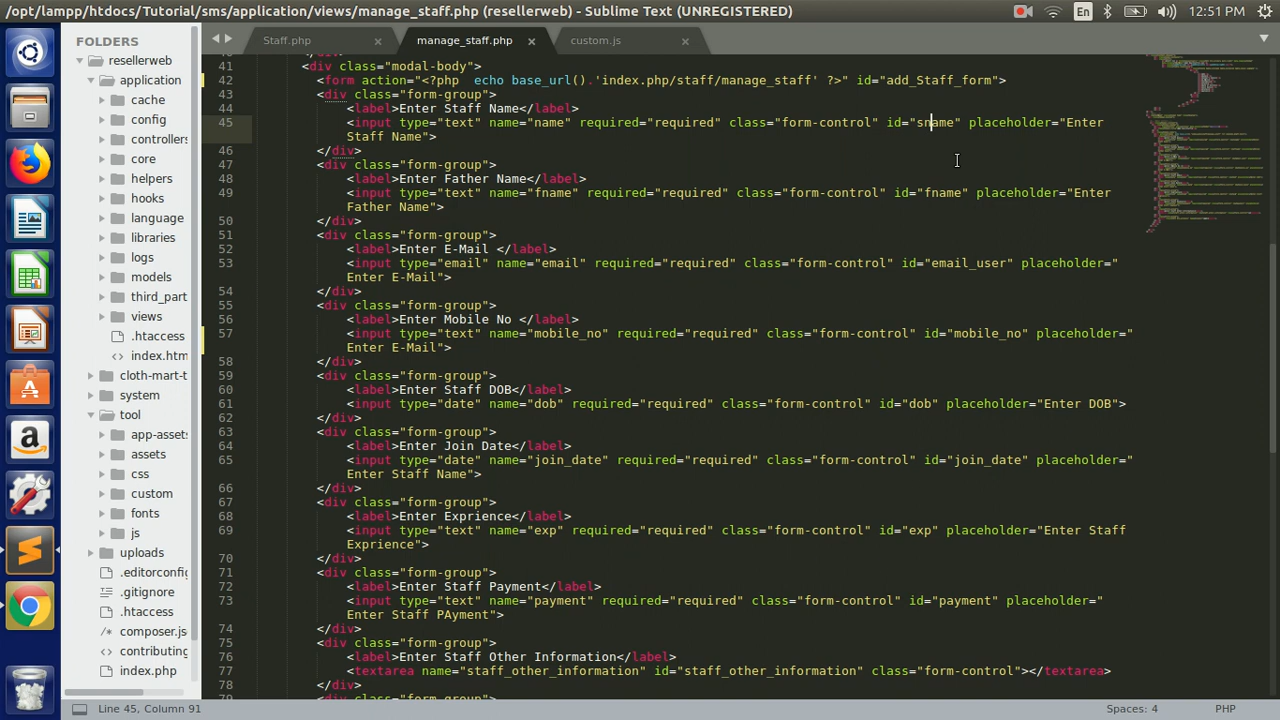 /opt/lampp/htdocs/Tutorial/sms/application/views/manage_staff.php (resellerweb) - Sublime Text (UNREGISTERED)
En
12:51 PM
FOLDERS
resellerweb
application
cache
config
controllers
core
helpers
hooks
language
libraries
logs
models
third_part
views
.htaccess
index.htm
cloth-mart-t
system
tool
app-asset
assets
css
custom
fonts
js
uploads
.editorconfig
.gitignore
.htaccess
composer.js
contributing
index.php
Staff.php × manage_staff.php × custom.js ×
41 <div class="modal-body">
42 <form action="<?php echo base_url().'index.php/staff/manage_staff' ?>" id="add_Staff_form">
43 <div class="form-group">
44 <label>Enter Staff Name</label>
45 <input type="text" name="name" required="required" class="form-control" id="sname" placeholder="Enter
Staff Name">
46 </div>
47 <div class="form-group">
48 <label>Enter Father Name</label>
49 <input type="text" name="fname" required="required" class="form-control" id="fname" placeholder="Enter
Father Name">
50 </div>
51 <div class="form-group">
52 <label>Enter E-Mail </label>
53 <input type="email" name="email" required="required" class="form-control" id="email_user" placeholder="
Enter E-Mail">
54 </div>
55 <div class="form-group">
56 <label>Enter Mobile No </label>
57 <input type="text" name="mobile_no" required="required" class="form-control" id="mobile_no" placeholder="
Enter E-Mail">
58 </div>
59 <div class="form-group">
60 <label>Enter Staff DOB</label>
61 <input type="date" name="dob" required="required" class="form-control" id="dob" placeholder="Enter DOB">
62 </div>
63 <div class="form-group">
64 <label>Enter Join Date</label>
65 <input type="date" name="join_date" required="required" class="form-control" id="join_date" placeholder="
Enter Staff Name">
66 </div>
67 <div class="form-group">
68 <label>Enter Exprience</label>
69 <input type="text" name="exp" required="required" class="form-control" id="exp" placeholder="Enter Staff
Exprience">
70 </div>
71 <div class="form-group">
72 <label>Enter Staff Payment</label>
73 <input type="text" name="payment" required="required" class="form-control" id="payment" placeholder="
Enter Staff PAyment">
74 </div>
75 <div class="form-group">
76 <label>Enter Staff Other Information</label>
77 <textarea name="staff_other_information" id="staff_other_information" class="form-control"></textarea>
78 </div>
79 <div class="form-group">
Line 45, Column 91
Spaces: 4
PHP